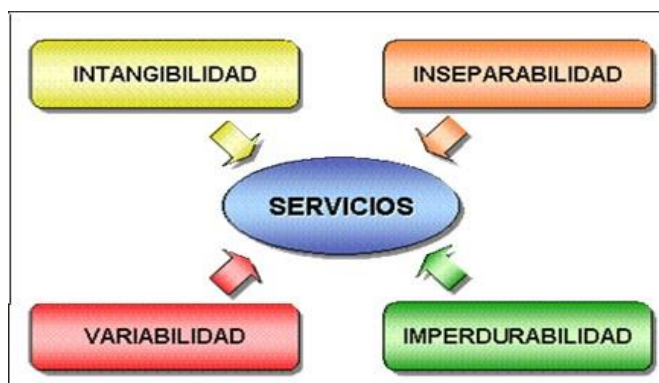 INTANGIBILIDAD
INSEPARABILIDAD
SERVICIOS
VARIABILIDAD
IMPERDURABILIDAD